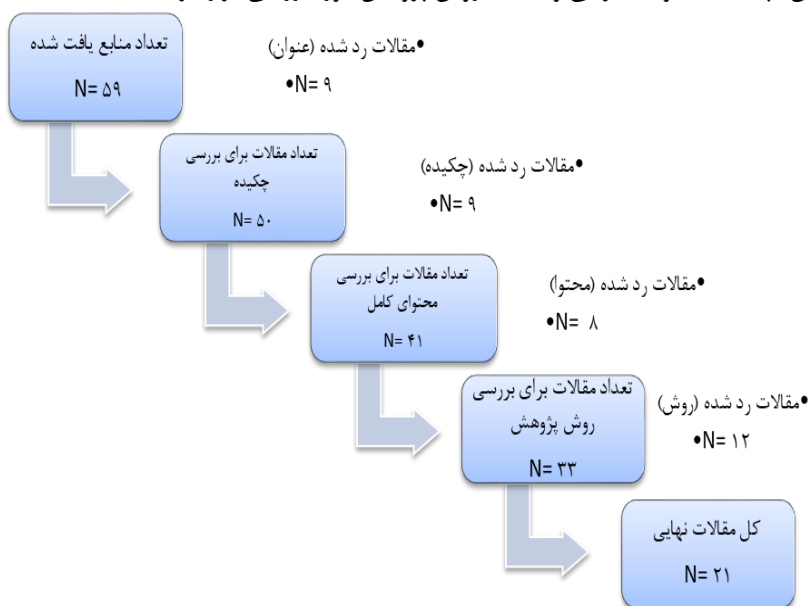 تعداد منابع یافت شده
N= ۵۹
•مقالات رد شده (عنوان)
•N= ۹
تعداد مقالات برای بررسی
چکیده
N= ۵۰
•مقالات رد شده (چکیده)
•N= ۹
تعداد مقالات برای بررسی
محتوای کامل
N= ۴۱
•مقالات رد شده (محتوا)
•N= ۸
تعداد مقالات برای بررسی
روش پژوهش
N= ۳۳
•مقالات رد شده (روش)
•N= ۱۲
کل مقالات نهایی
N= ۲۱